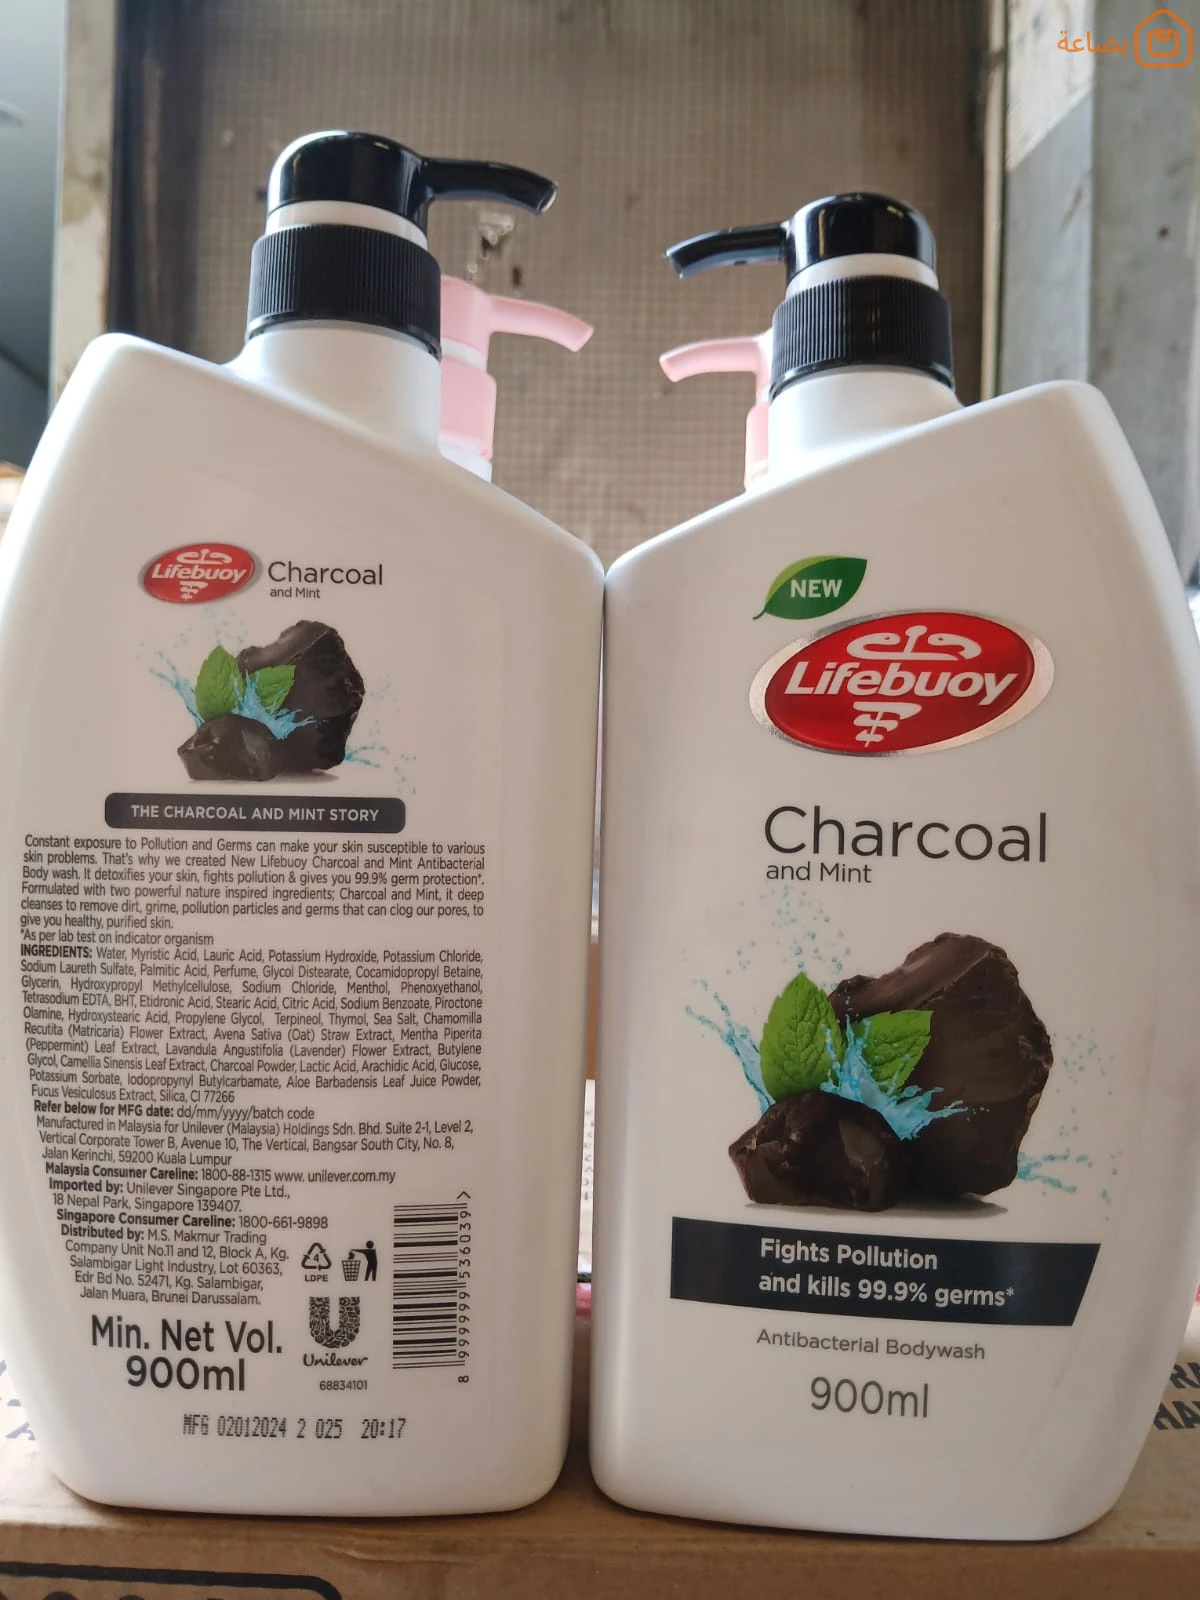 بضاعة
Lifebuoy
Charcoal
and Mint
THE CHARCOAL AND MINT STORY
Constant exposure to Pollution and Germs can make your skin susceptible to various
skin problems. That's why we created New Lifebuoy Charcoal and Mint Antibacterial
Body wash. It detoxifies your skin, fights pollution & gives you 99.9% germ protection*.
Formulated with two powerful nature inspired ingredients; Charcoal and Mint, it deep
cleanses to remove dirt, grime, pollution particles and germs that can clog our pores, to
give you healthy, purified skin.
*As per lab test on indicator organism
INGREDIENTS: Water, Myristic Acid, Lauric Acid, Potassium Hydroxide, Potassium Chloride,
Sodium Laureth Sulfate, Palmitic Acid, Perfume, Glycol Distearate, Cocamidopropyl Betaine,
Glycerin, Hydroxypropyl Methylcellulose, Sodium Chloride, Menthol, Phenoxyethanol,
Tetrasodium EDTA, BHT, Etidronic Acid, Stearic Acid, Citric Acid, Sodium Benzoate, Piroctone
Olamine, Hydroxystearic Acid, Propylene Glycol, Terpineol, Thymol, Sea Salt, Chamomilla
Recutita (Matricaria) Flower Extract, Avena Sativa (Oat) Straw Extract, Mentha Piperita
(Peppermint) Leaf Extract, Lavandula Angustifolia (Lavender) Flower Extract, Butylene
Glycol, Camellia Sinensis Leaf Extract, Charcoal Powder, Lactic Acid, Arachidic Acid, Glucose,
Potassium Sorbate, Iodopropynyl Butylcarbamate, Aloe Barbadensis Leaf Juice Powder,
Fucus Vesiculosus Extract, Silica, CI 77266
Refer below for MFG date: dd/mm/yyyy/batch code
Manufactured in Malaysia for Unilever (Malaysia) Holdings Sdn. Bhd. Suite 2-1, Level 2,
Vertical Corporate Tower B, Avenue 10, The Vertical, Bangsar South City, No. 8,
Jalan Kerinchi, 59200 Kuala Lumpur
Malaysia Consumer Careline: 1800-88-1315 www. unilever.com.my
Imported by: Unilever Singapore Pte Ltd.,
18 Nepal Park, Singapore 139407.
Singapore Consumer Careline: 1800-661-9898
Distributed by: M.S. Makmur Trading
Company Unit No.11 and 12, Block A, Kg.
Salambigar Light Industry, Lot 60363,
Edr Bd No. 52471, Kg. Salambigar,
Jalan Muara, Brunei Darussalam.
4
LDPE
Unilever
68834101
8 999999 536039 >
Min. Net Vol.
900ml
MFG 02012024 2 025 20:17
NEW
Lifebuoy
Charcoal
and Mint
Fights Pollution
and kills 99.9% germs*
Antibacterial Bodywash
900ml